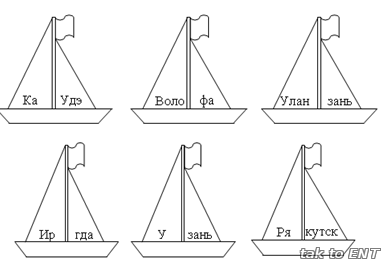 Ка Удэ
Воло фа
Улан зань
Ир гда
У зань
Ря кутск
tak to ENT